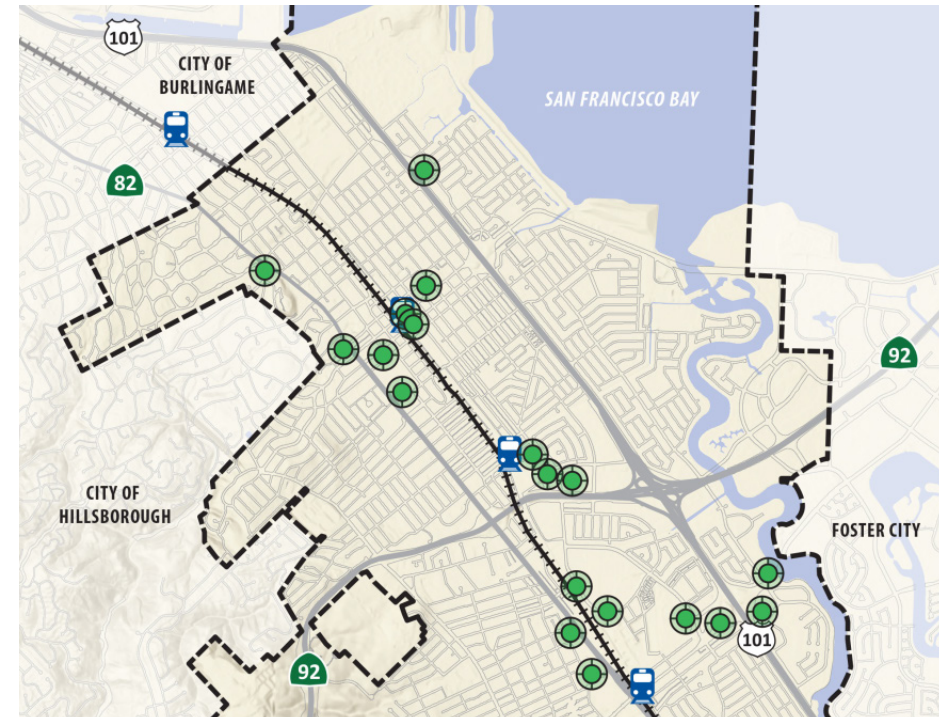 101
CITY OF
BURLINGAME
SAN FRANCISCO BAY
82
92
CITY OF
HILLSBOROUGH
FOSTER CITY
101
92